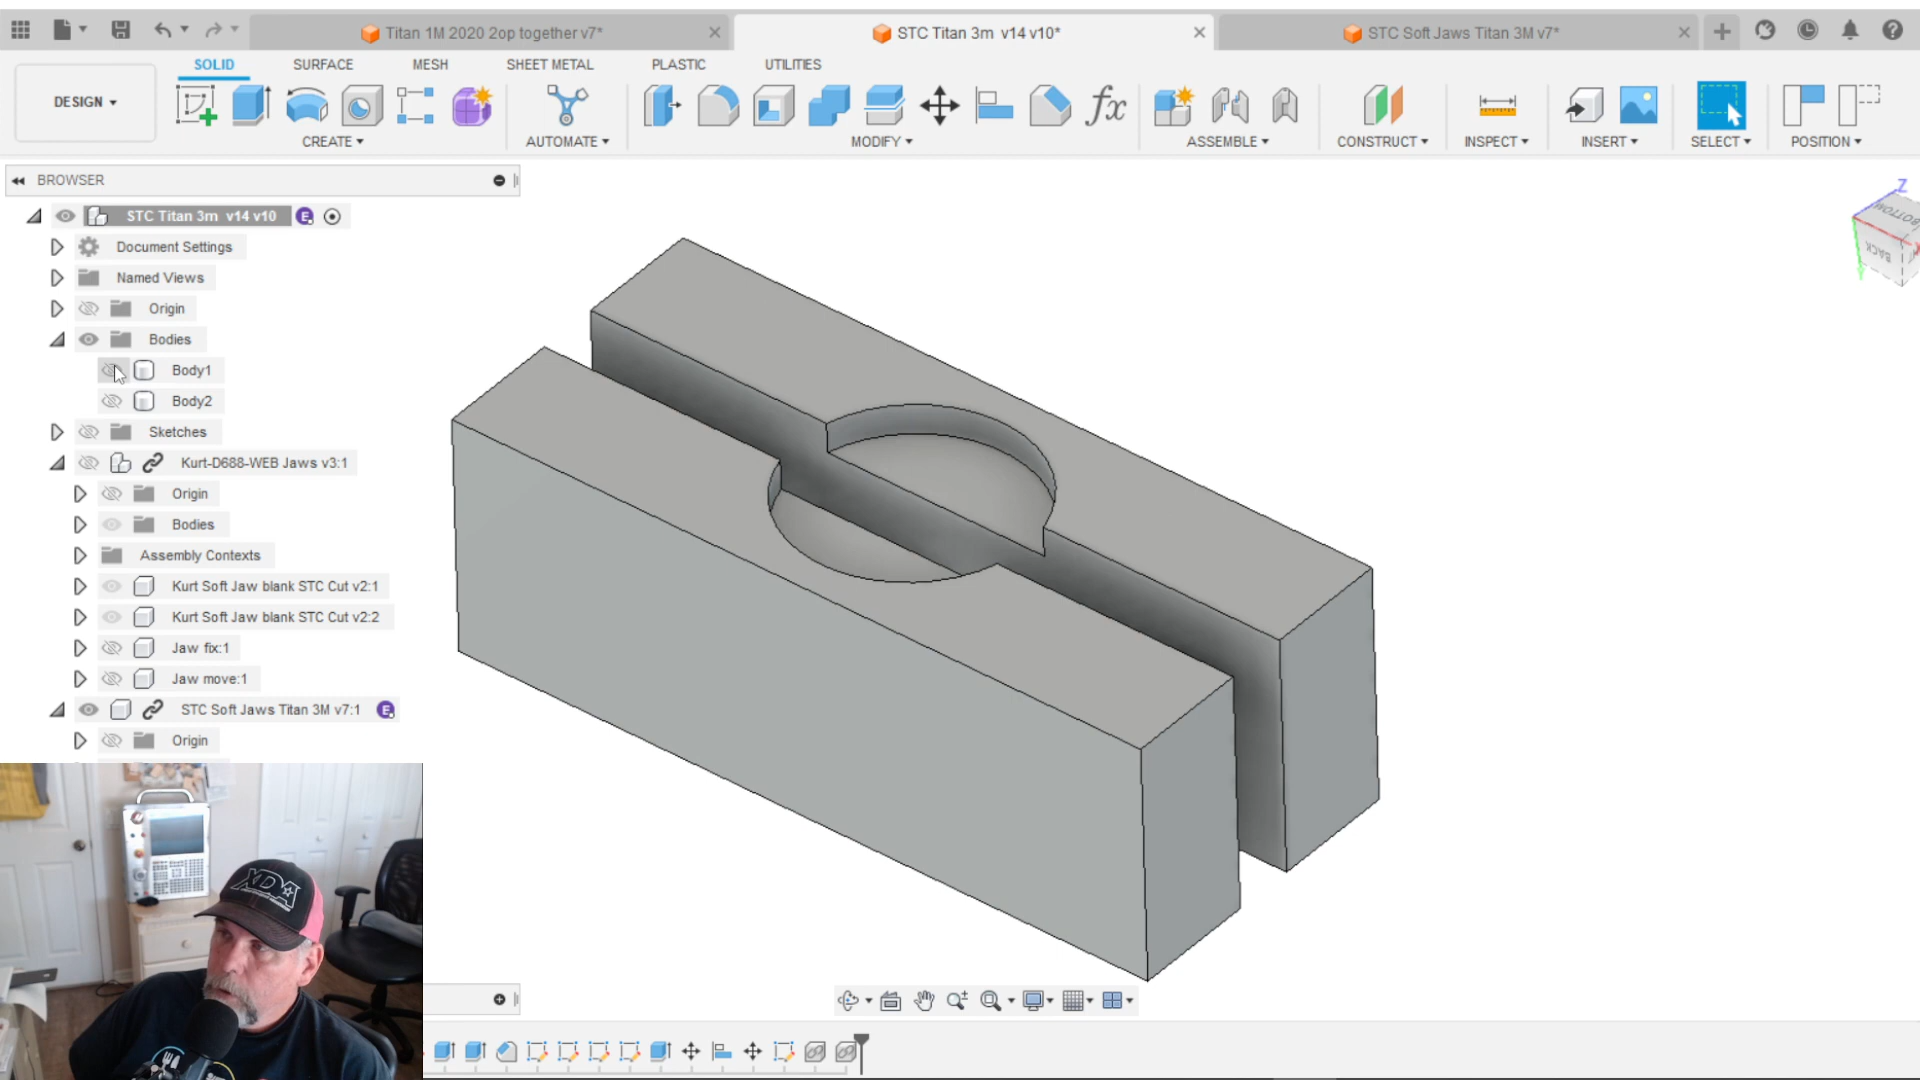 Titan 1M 2020 2op together v7*
STC Titan 3m v14 v10*
STC Soft Jaws Titan 3M v7*
SOLID
SURFACE
MESH
SHEET METAL
PLASTIC
UTILITIES
DESIGN
fx
CREATE
AUTOMATE
MODIFY
ASSEMBLE
CONSTRUCT
INSPECT
INSERT
SELECT
POSITION
BROWSER
STC Titan 3m v14 v10
E
Document Settings
Named Views
Origin
Bodies
Body1
Body2
Sketches
Kurt-D688-WEB Jaws v3:1
Origin
Bodies
Assembly Contexts
Kurt Soft Jaw blank STC Cut v2:1
Kurt Soft Jaw blank STC Cut v2:2
Jaw fix:1
Jaw move:1
STC Soft Jaws Titan 3M v7:1
E
Origin
Z
BOTTOM
BACK
X
XDA